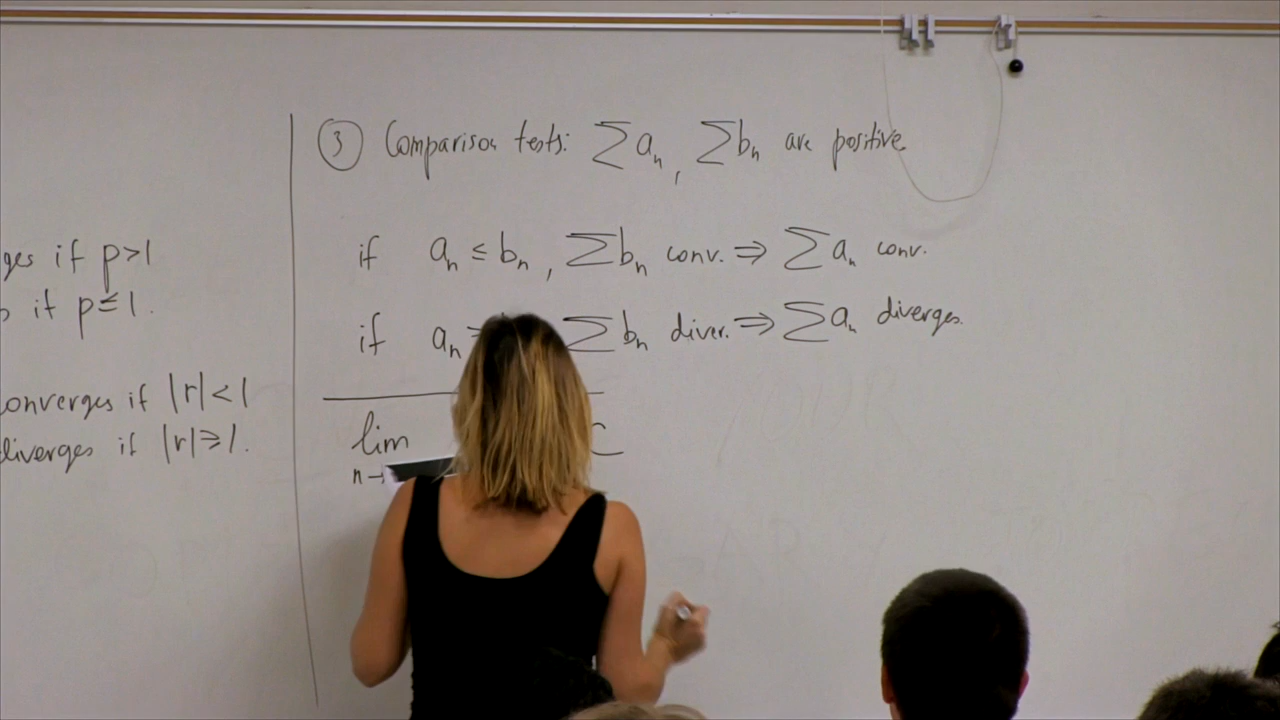 ges if p>1
s if p≤1.
onverges if |r|<1
diverges if |r|⩾1.
③ Comparison tests: ∑aₙ, ∑bₙ are positive
if aₙ ≤ bₙ, ∑bₙ conv. ⇒ ∑aₙ conv.
if aₙ ∑bₙ diver. ⇒ ∑aₙ diverges.
lim C
n→